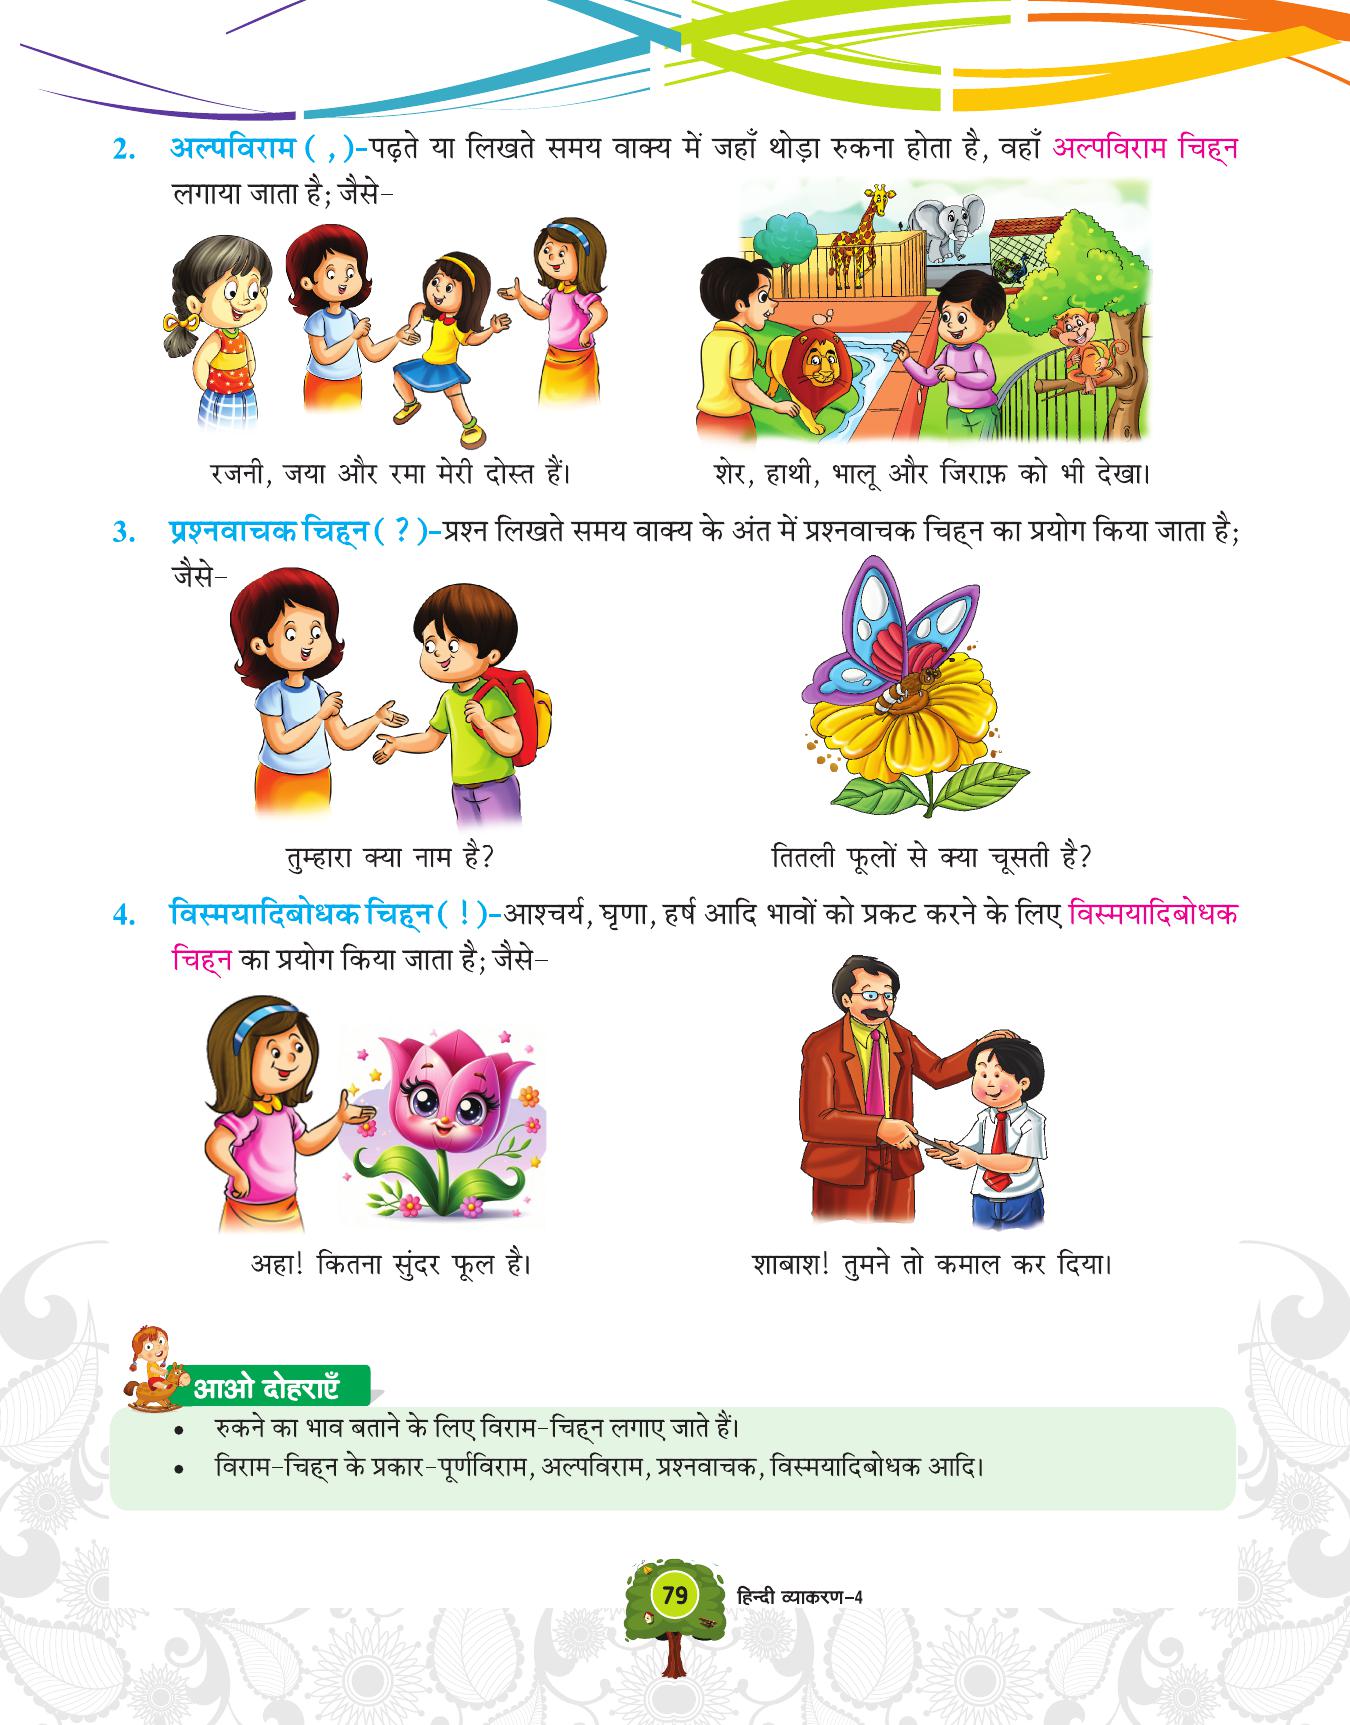 2. अल्पविराम ( , )-पढ़ते या लिखते समय वाक्य में जहाँ थोड़ा रुकना होता है, वहाँ अल्पविराम चिह्‌न
लगाया जाता है; जैसे-
रजनी, जया और रमा मेरी दोस्त हैं।
शेर, हाथी, भालू और जिराफ़ को भी देखा।
3. प्रश्नवाचक चिह्‌न ( ? )-प्रश्न लिखते समय वाक्य के अंत में प्रश्नवाचक चिह्‌न का प्रयोग किया जाता है;
जैसे-
तुम्हारा क्या नाम है?
तितली फूलों से क्या चूसती है?
4. विस्मयादिबोधक चिह्‌न ( ! )-आश्चर्य, घृणा, हर्ष आदि भावों को प्रकट करने के लिए विस्मयादिबोधक
चिह्‌न का प्रयोग किया जाता है; जैसे-
अहा! कितना सुंदर फूल है।
शाबाश! तुमने तो कमाल कर दिया।
आओ दोहराएँ
• रुकने का भाव बताने के लिए विराम-चिह्‌न लगाए जाते हैं।
• विराम-चिह्‌न के प्रकार-पूर्णविराम, अल्पविराम, प्रश्नवाचक, विस्मयादिबोधक आदि।
79 हिन्दी व्याकरण-4